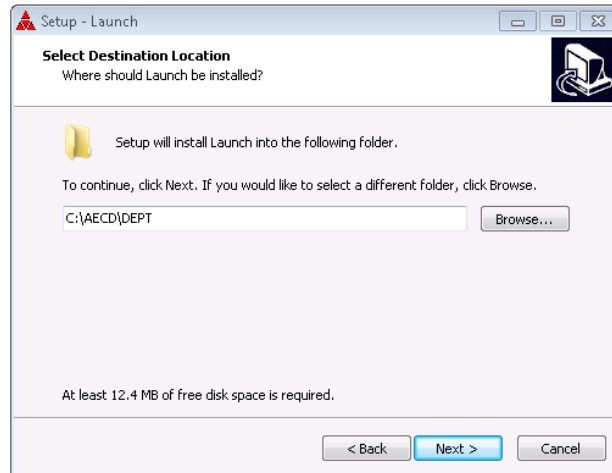 Setup - Launch
Select Destination Location
Where should Launch be installed?
Setup will install Launch into the following folder.
To continue, click Next. If you would like to select a different folder, click Browse.
C:\AECD\DEPT
Browse...
At least 12.4 MB of free disk space is required.
< Back
Next >
Cancel